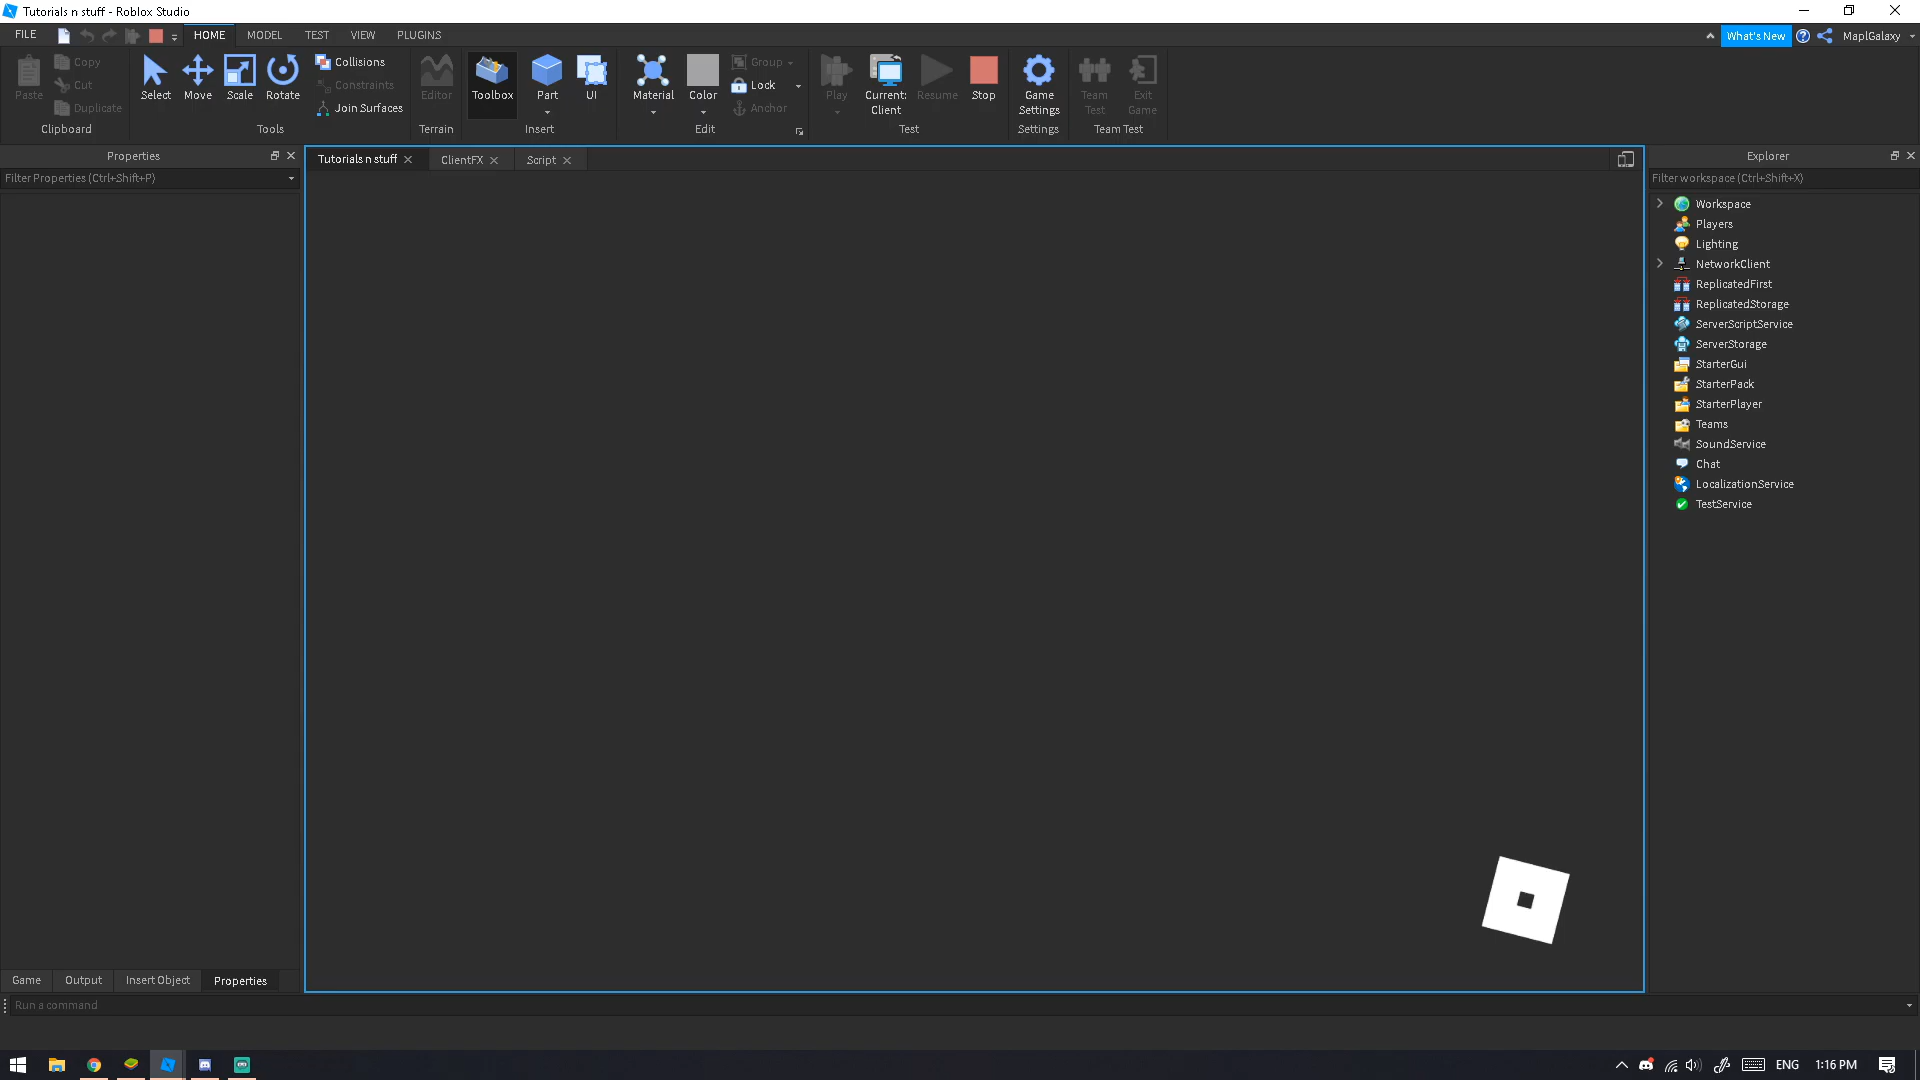 Tutorials n stuff - Roblox Studio
FILE HOME MODEL TEST VIEW PLUGINS What's New MaplGalaxy
Paste Copy Cut Duplicate
Clipboard
Select Move Scale Rotate Collisions Constraints Join Surfaces
Tools
Editor
Terrain
Toolbox Part UI
Insert
Material Color Group Lock Anchor
Edit
Play Current: Client Resume Stop
Test
Game Settings
Settings
Team Test Exit Game
Team Test
Properties
Filter Properties (Ctrl+Shift+P)
Tutorials n stuff ClientFX Script
Explorer
Filter workspace (Ctrl+Shift+X)
Workspace
Players
Lighting
NetworkClient
ReplicatedFirst
ReplicatedStorage
ServerScriptService
ServerStorage
StarterGui
StarterPack
StarterPlayer
Teams
SoundService
Chat
LocalizationService
TestService
Game Output Insert Object Properties
Run a command
ENG 1:16 PM